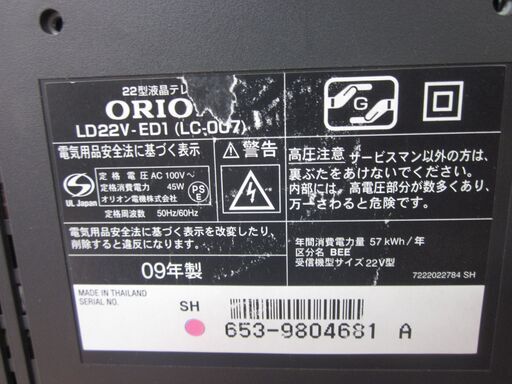 22型液晶テレ
ORIO
LD22V-ED1 (LC-007)
電気用品安全法に基づく表示
UL Japan
定格電圧 AC 100V~
定格消費電力 45W
オリオン電機株式会社
定格周波数 50Hz/60Hz
PS
E
電気用品安全法に基づく表示を改変したり、
削除すると違反になります。
09年製
警告
G
高圧注意 サービスマン以外の方は、
裏ぶたをあけないでください。
内部には、高電圧部分が数多くあり、
万一さわると危険です。
年間消費電力量 57 kWh/年
区分名 BEE
受信機型サイズ 22V型
7222022784 SH
MADE IN THAILAND
SERIAL NO.
SH
653-9804681 A